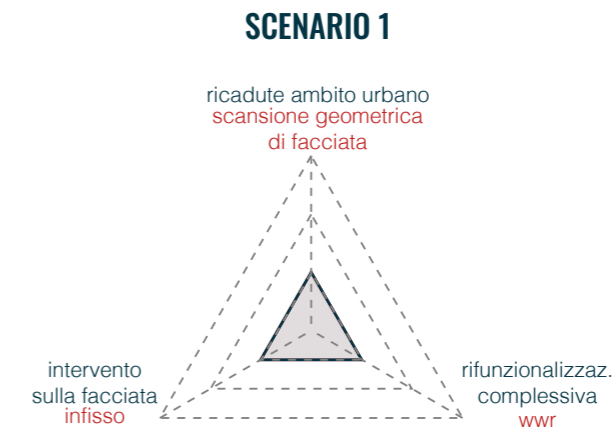 SCENARIO 1
ricadute ambito urbano
scansione geometrica
di facciata
intervento
sulla facciata
infisso
rifunzionalizzaz.
complessiva
wwr